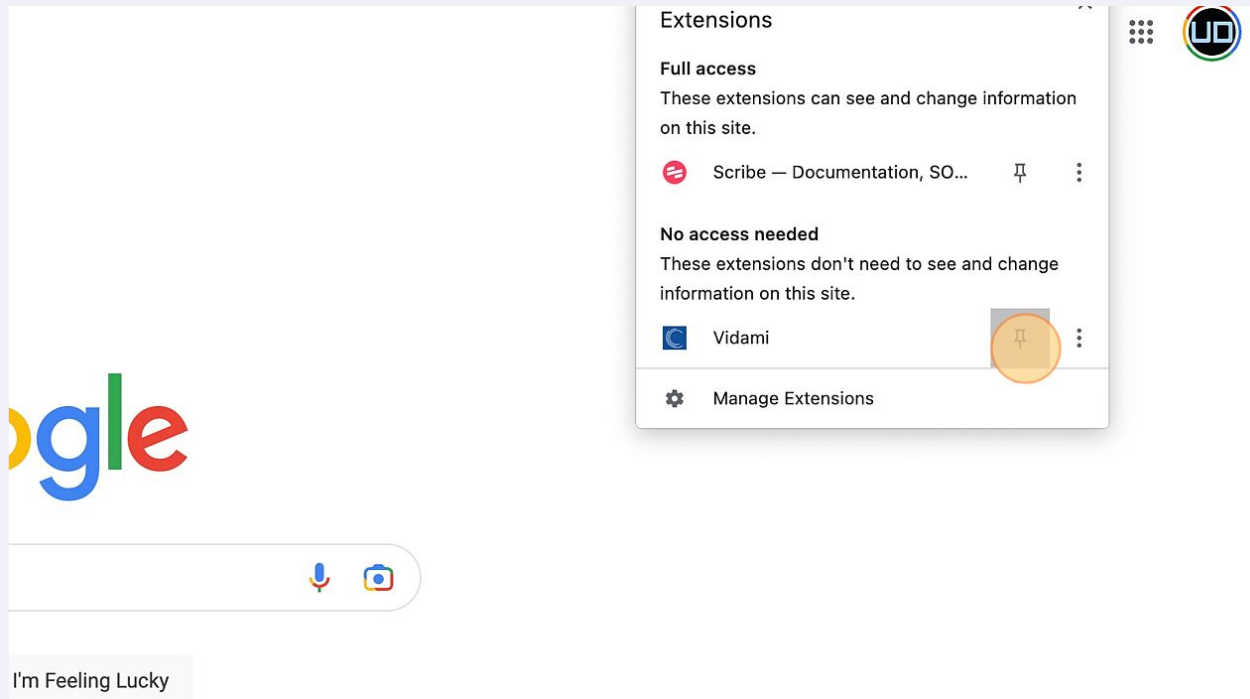 Extensions
Full access
These extensions can see and change information
on this site.
Scribe — Documentation, SO...
No access needed
These extensions don't need to see and change
information on this site.
Vidami
Manage Extensions
UD
ogle
I'm Feeling Lucky